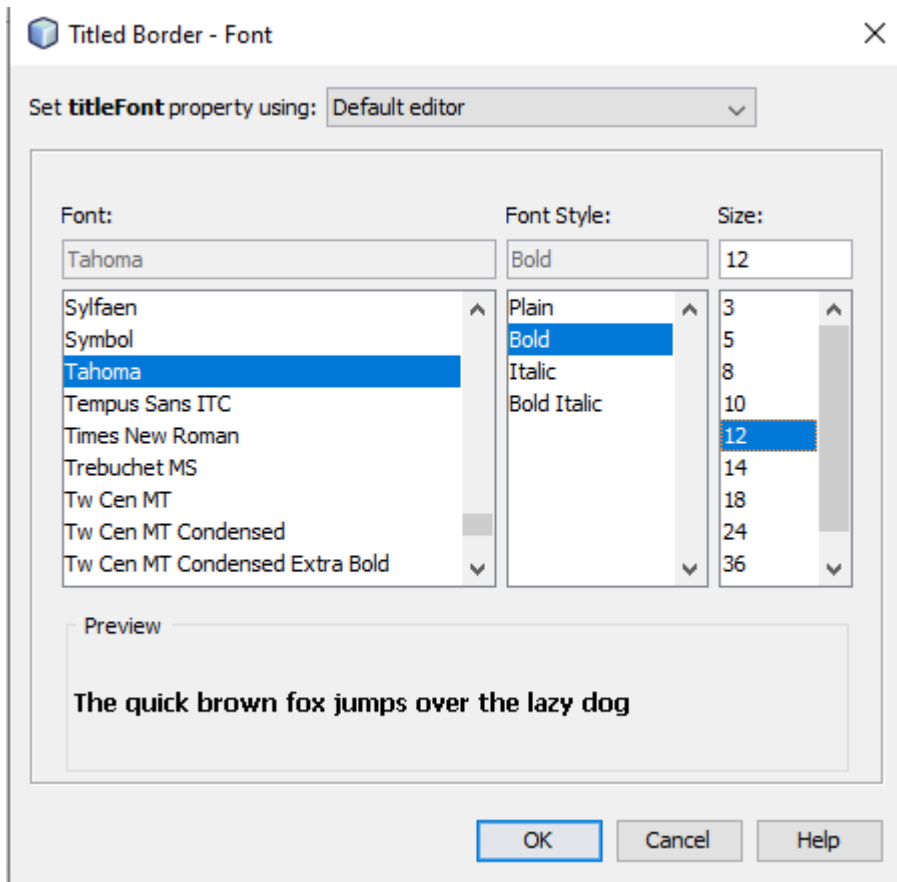 Titled Border - Font
Set titleFont property using: Default editor
Font: Font Style: Size:
Tahoma Bold 12
Sylfaen Plain 3
Symbol Bold 5
Tahoma Italic 8
Tempus Sans ITC Bold Italic 10
Times New Roman 12
Trebuchet MS 14
Tw Cen MT 18
Tw Cen MT Condensed 24
Tw Cen MT Condensed Extra Bold 36
Preview
The quick brown fox jumps over the lazy dog
OK Cancel Help